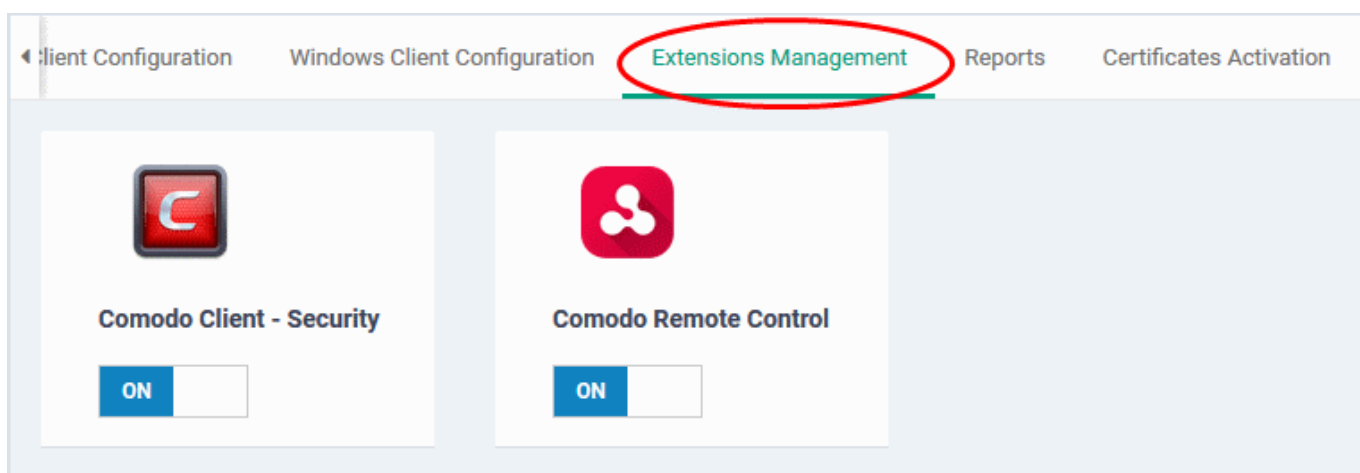 lient Configuration Windows Client Configuration Extensions Management Reports Certificates Activation
C
Comodo Client - Security Comodo Remote Control
ON ON